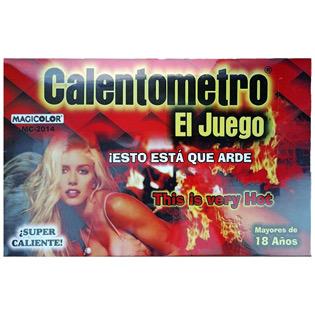 Calentometro®
El Juego
MAGICOLOR®
MC-2014
¡ESTO ESTÁ QUE ARDE
This is very Hot
¡SUPER
CALIENTE!
Mayores de
18 Años